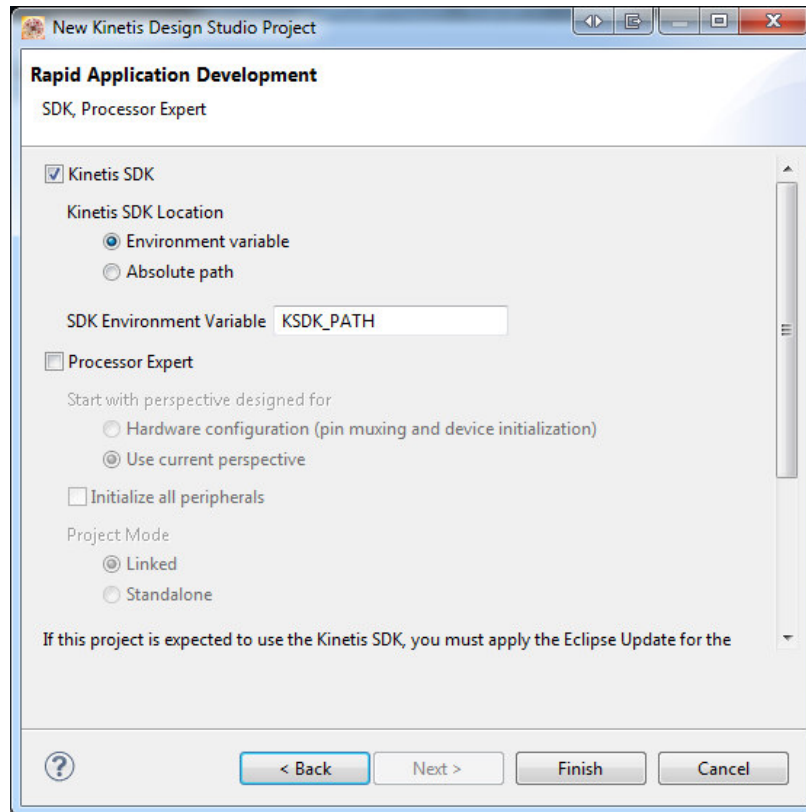 New Kinetis Design Studio Project
Rapid Application Development
SDK, Processor Expert
Kinetis SDK
Kinetis SDK Location
Environment variable
Absolute path
SDK Environment Variable KSDK_PATH
Processor Expert
Start with perspective designed for
Hardware configuration (pin muxing and device initialization)
Use current perspective
Initialize all peripherals
Project Mode
Linked
Standalone
If this project is expected to use the Kinetis SDK, you must apply the Eclipse Update for the
? < Back Next > Finish Cancel